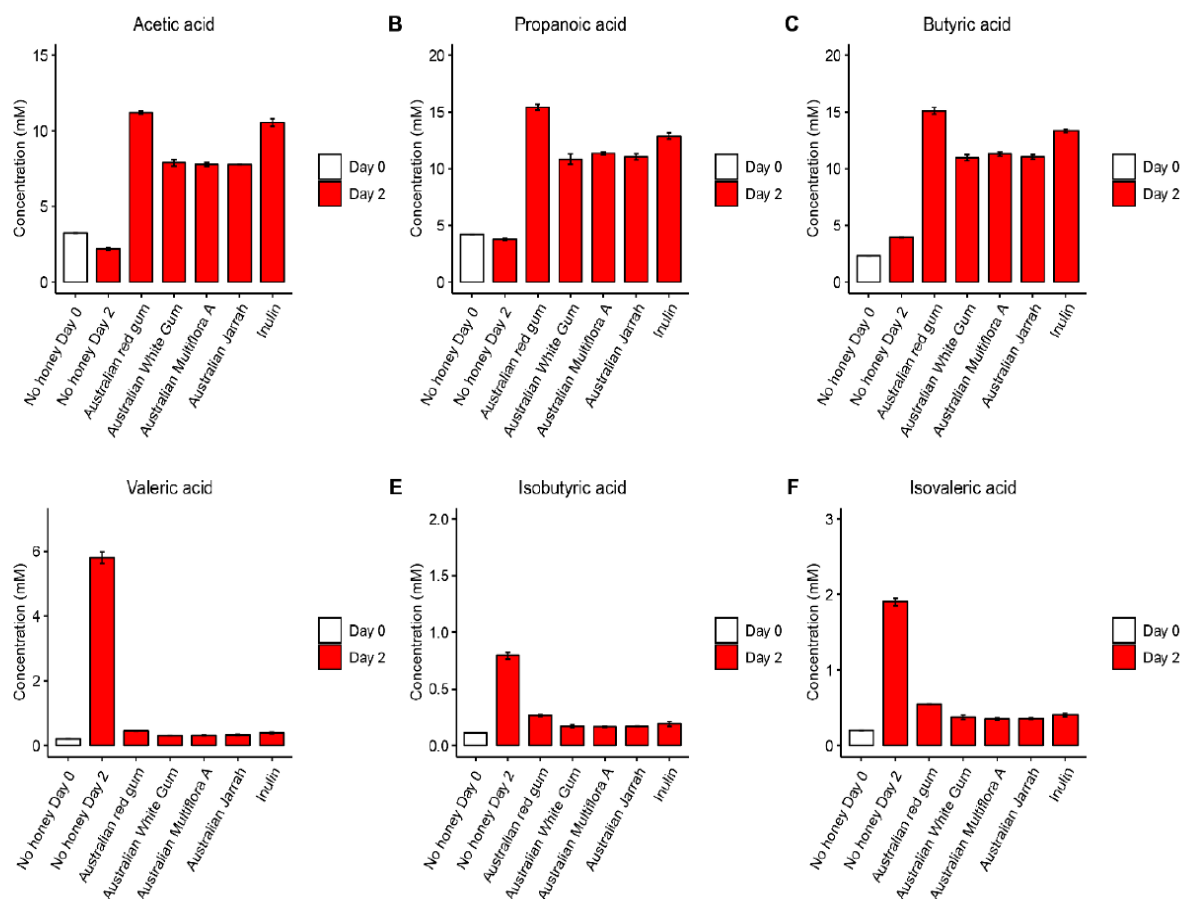 Acetic acid
Concentration (mM)
15
10
5
0
No honey Day 0
No honey Day 2
Australian red gum
Australian White Gum
Australian Multiflora A
Australian Jarrah
Inulin
Day 0
Day 2
B
Propanoic acid
Concentration (mM)
20
15
10
5
0
No honey Day 0
No honey Day 2
Australian red gum
Australian White Gum
Australian Multiflora A
Australian Jarrah
Inulin
Day 0
Day 2
C
Butyric acid
Concentration (mM)
20
15
10
5
0
No honey Day 0
No honey Day 2
Australian red gum
Australian White Gum
Australian Multiflora A
Australian Jarrah
Inulin
Day 0
Day 2
Valeric acid
Concentration (mM)
6
4
2
0
No honey Day 0
No honey Day 2
Australian red gum
Australian White Gum
Australian Multiflora A
Australian Jarrah
Inulin
Day 0
Day 2
E
Isobutyric acid
Concentration (mM)
2.0
1.5
1.0
0.5
0.0
No honey Day 0
No honey Day 2
Australian red gum
Australian White Gum
Australian Multiflora A
Australian Jarrah
Inulin
Day 0
Day 2
F
Isovaleric acid
Concentration (mM)
3
2
1
0
No honey Day 0
No honey Day 2
Australian red gum
Australian White Gum
Australian Multiflora A
Australian Jarrah
Inulin
Day 0
Day 2